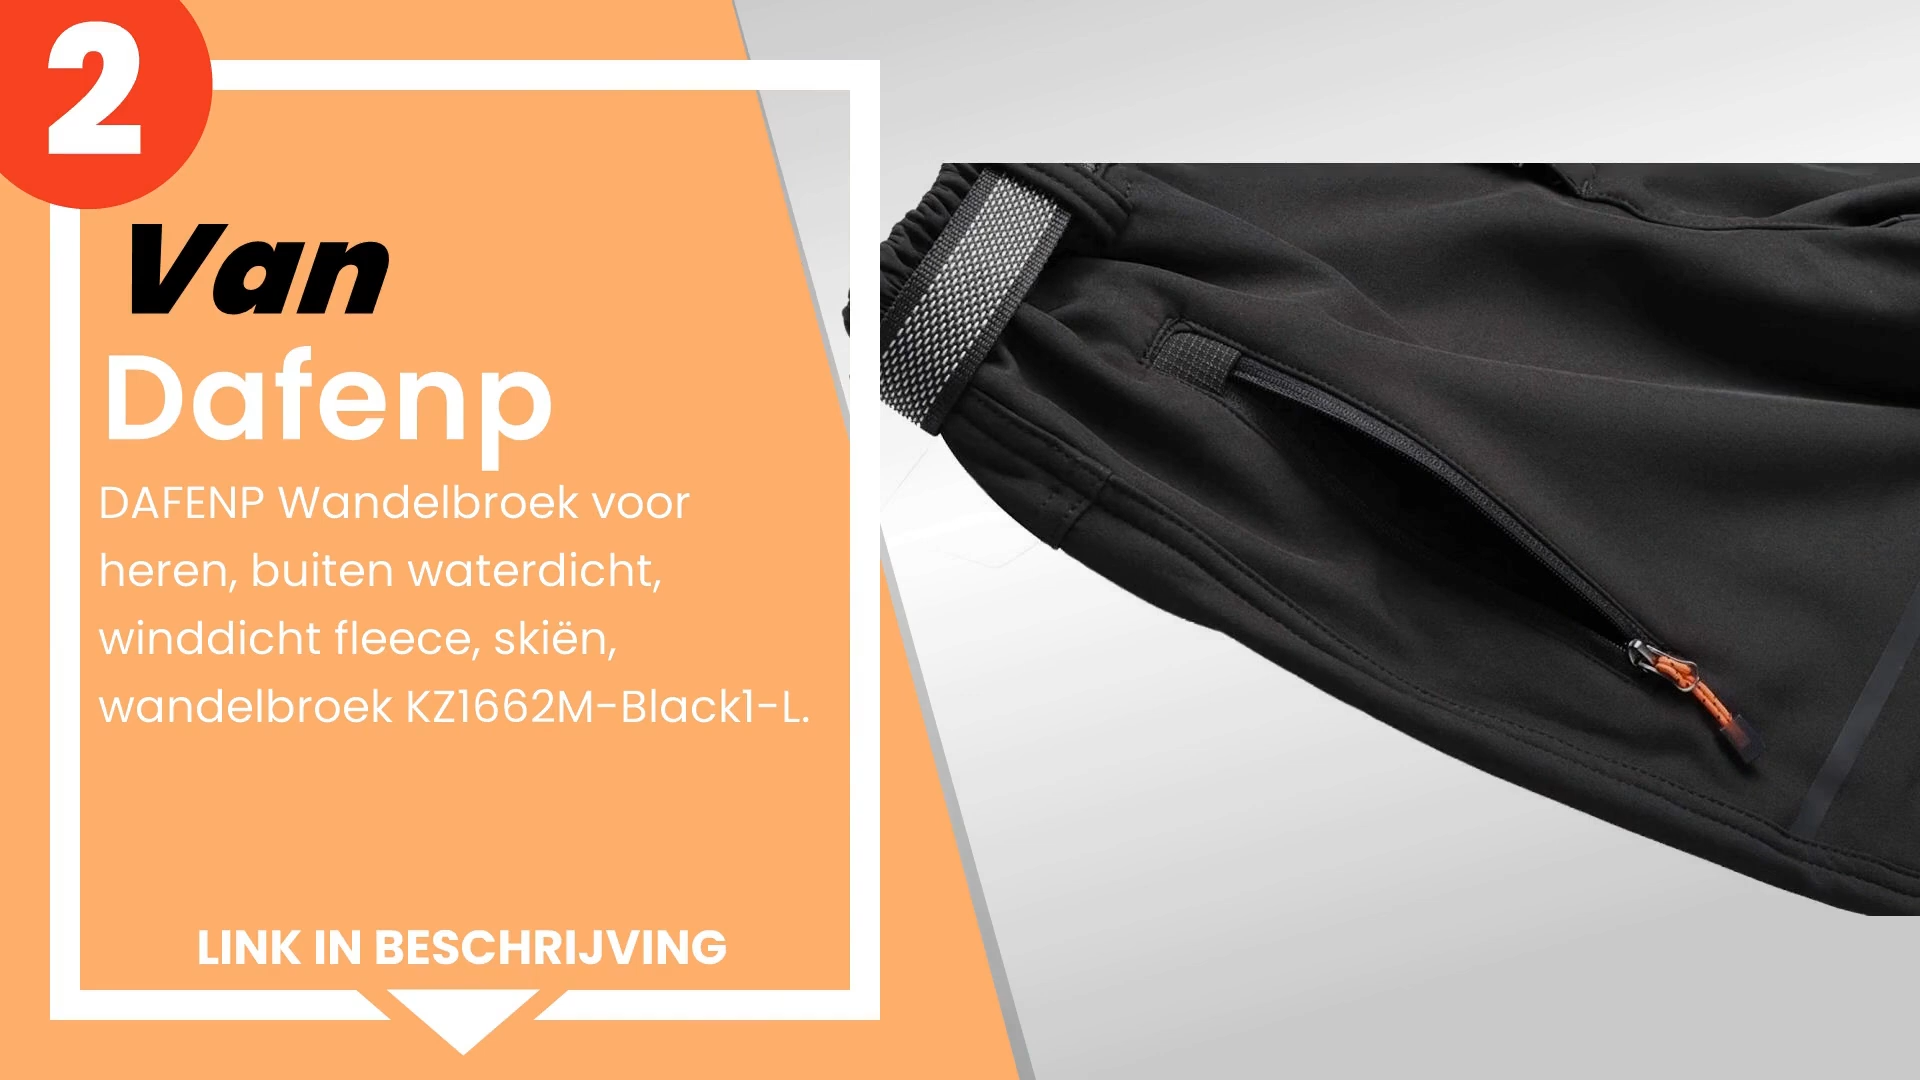 2
Van
Dafenp
DAFENP Wandelbroek voor
heren, buiten waterdicht,
winddicht fleece, skiën,
wandelbroek KZ1662M-Black1-L.
LINK IN BESCHRIJVING